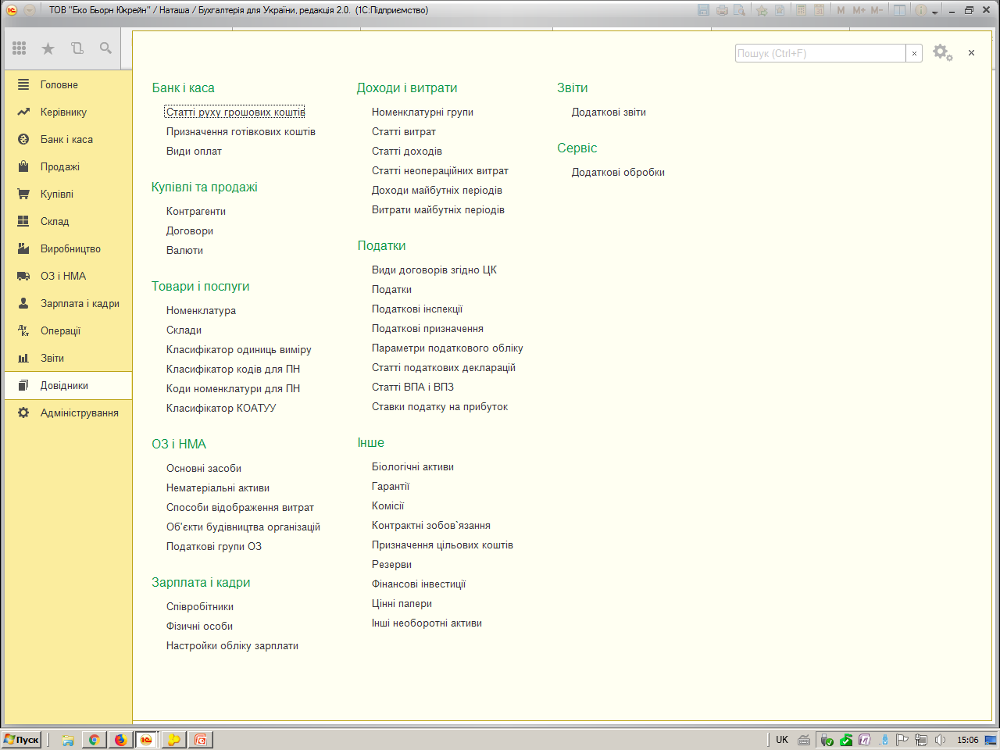 ТОВ "Еко Бьорн Юкрейн" / Наташа / Бухгалтерія для України, редакція 2.0. (1С:Підприємство)
M M+ M-
Пошук (Ctrl+F)
Головне
Керівнику
Банк і каса
Продажі
Купівлі
Склад
Виробництво
ОЗ і НМА
Зарплата і кадри
Операції
Звіти
Довідники
Адміністрування
Банк і каса
Статті руху грошових коштів
Призначення готівкових коштів
Види оплат
Купівлі та продажі
Контрагенти
Договори
Валюти
Товари і послуги
Номенклатура
Склади
Класифікатор одиниць виміру
Класифікатор кодів для ПН
Коди номенклатури для ПН
Класифікатор КОАТУУ
ОЗ і НМА
Основні засоби
Нематеріальні активи
Способи відображення витрат
Об'єкти будівництва організацій
Податкові групи ОЗ
Зарплата і кадри
Співробітники
Фізичні особи
Настройки обліку зарплати
Доходи і витрати
Номенклатурні групи
Статті витрат
Статті доходів
Статті неопераційних витрат
Доходи майбутніх періодів
Витрати майбутніх періодів
Податки
Види договорів згідно ЦК
Податки
Податкові інспекції
Податкові призначення
Параметри податкового обліку
Статті податкових декларацій
Статті ВПА і ВПЗ
Ставки податку на прибуток
Інше
Біологічні активи
Гарантії
Комісії
Контрактні зобов`язання
Призначення цільових коштів
Резерви
Фінансові інвестиції
Цінні папери
Інші необоротні активи
Звіти
Додаткові звіти
Сервіс
Додаткові обробки
Пуск
UK
15:06